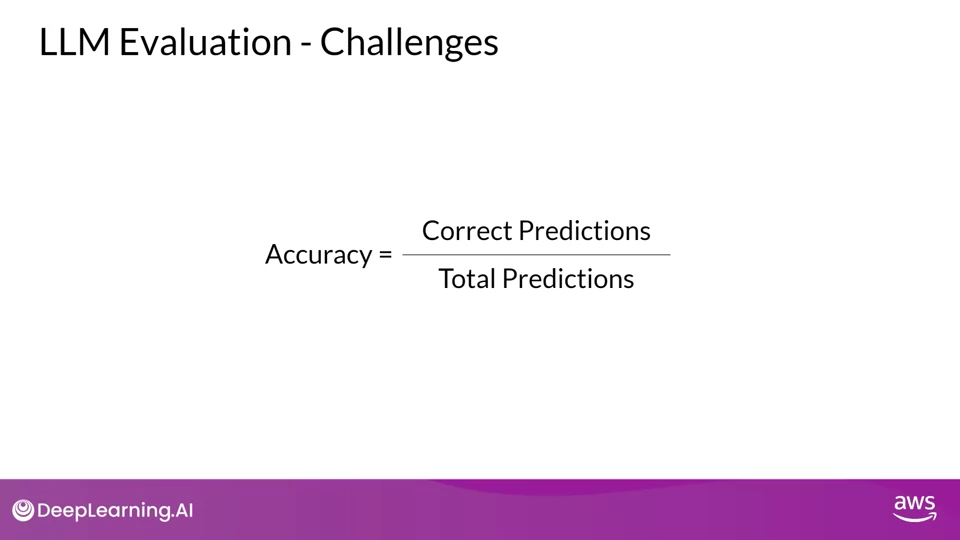 LLM Evaluation - Challenges
Accuracy =
Correct Predictions
Total Predictions
DeepLearning.AI
aws